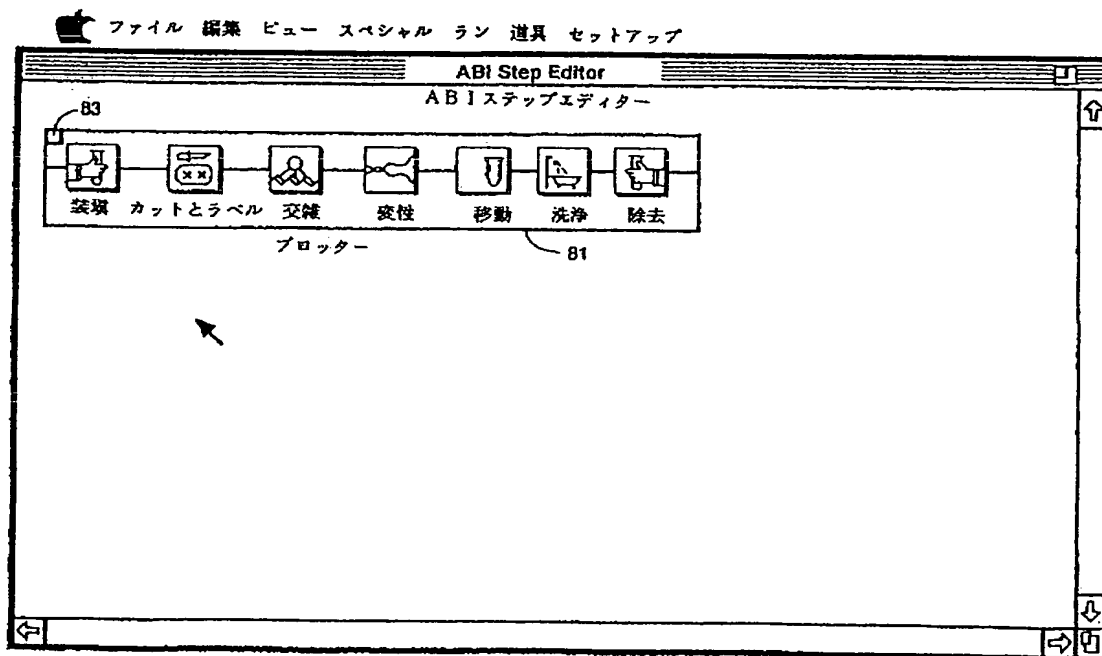 ファイル 編集 ビュー スペシャル ラン 道具 セットアップ
ABI Step Editor
ABIステップエディター
83
装填 カットとラベル 交雑 変性 移動 洗浄 除去
ブロッター
81